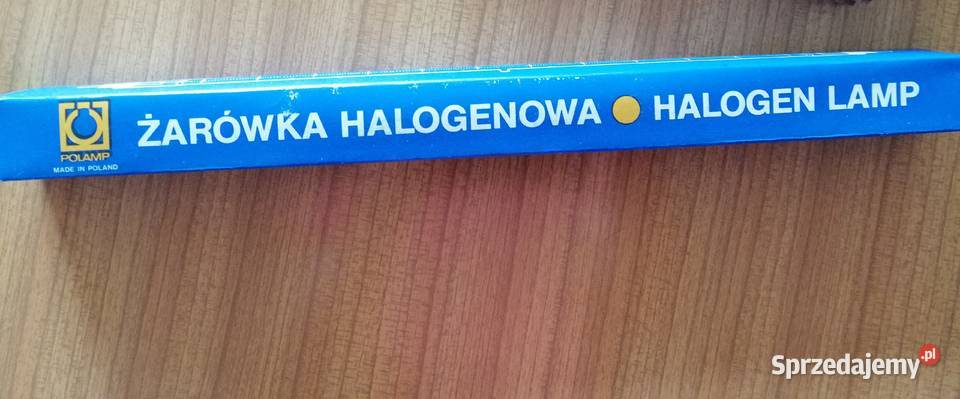 POLAMP
MADE IN POLAND
ŻARÓWKA HALOGENOWA HALOGEN LAMP
Sprzedajemy.pl